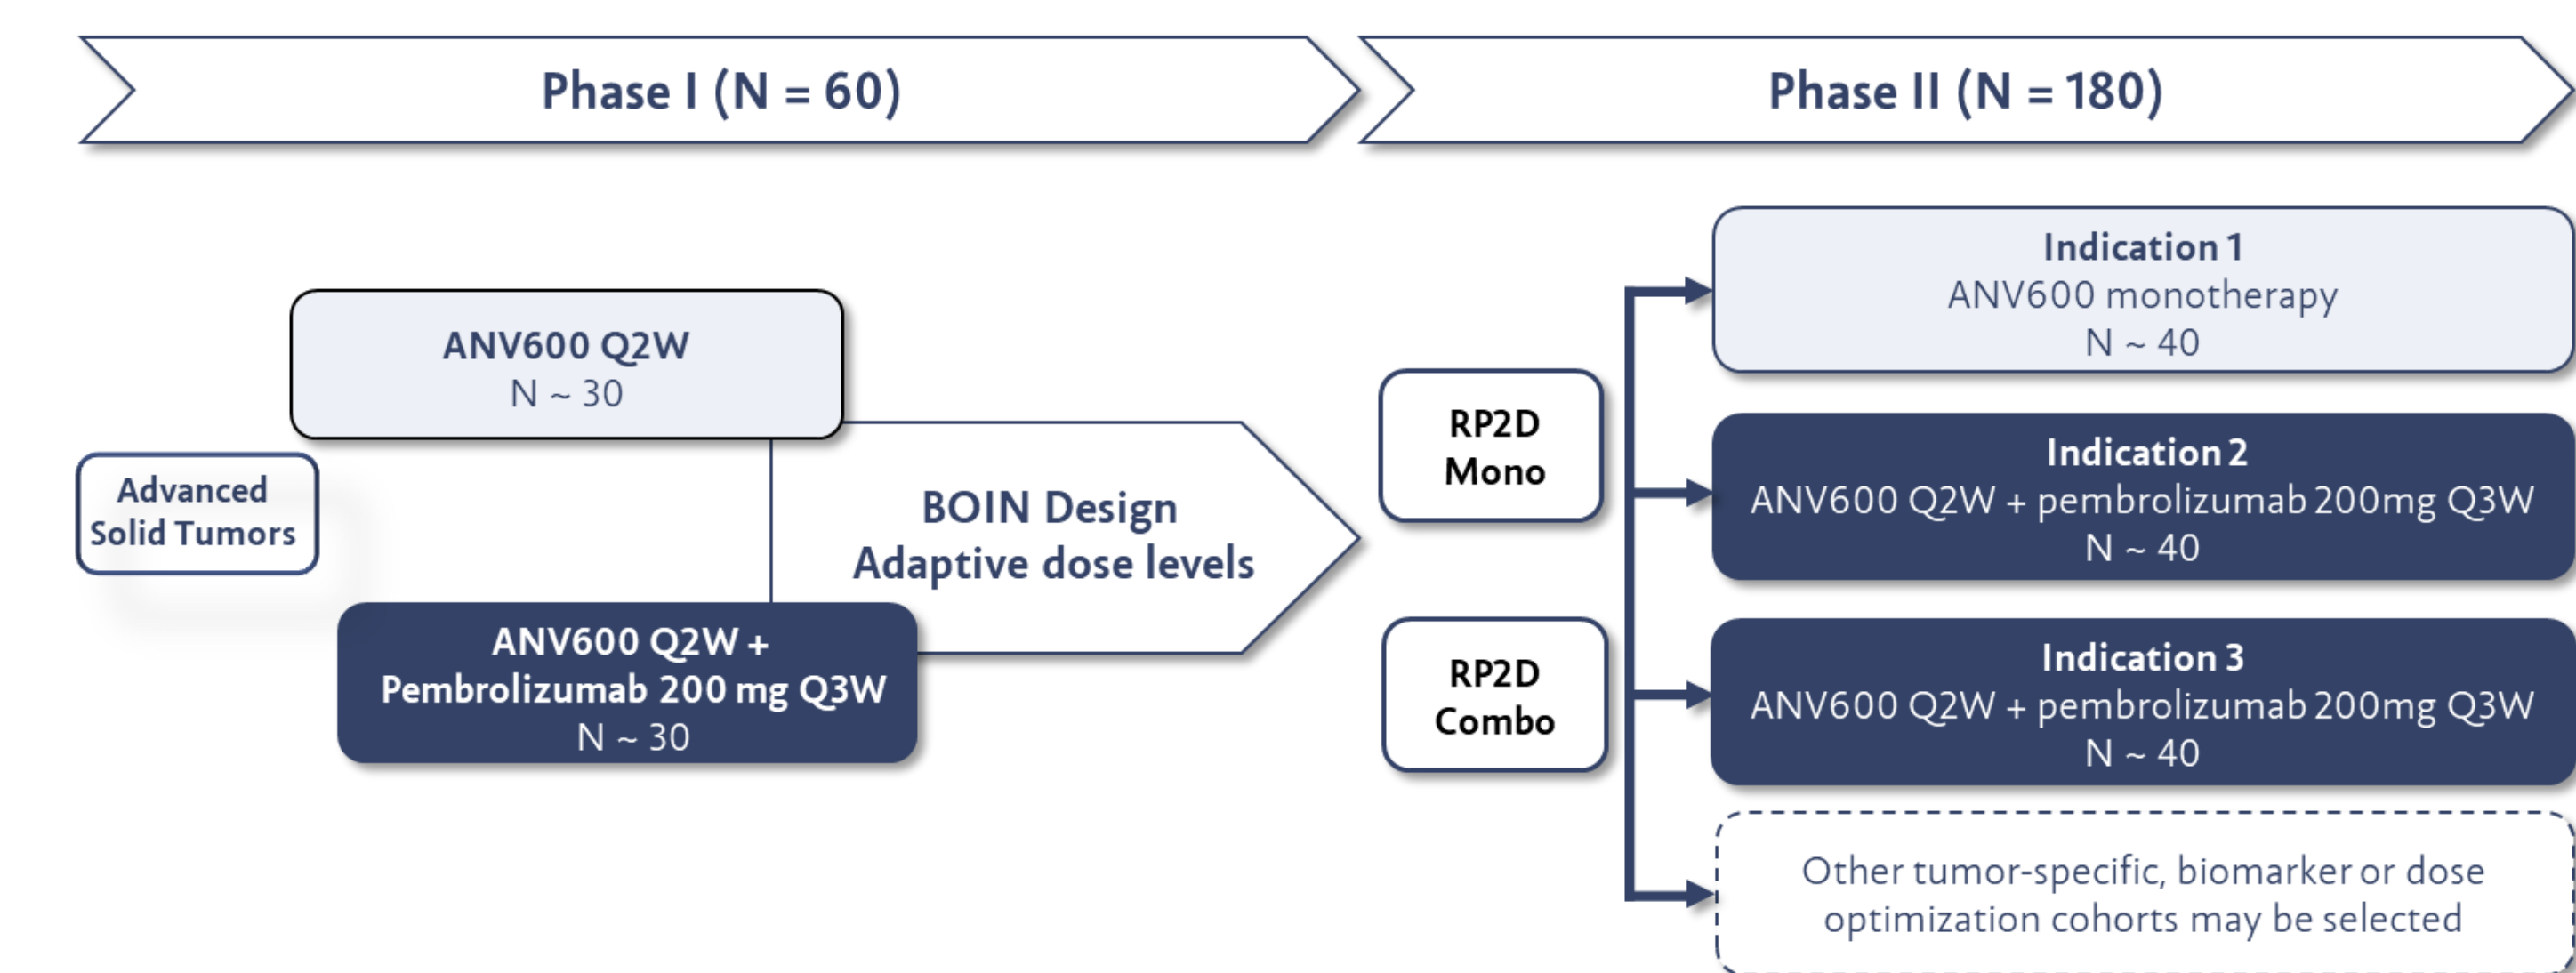 Phase I (N = 60)
Phase II (N = 180)
ANV600 Q2W
N ~ 30
Advanced
Solid Tumors
BOIN Design
Adaptive dose levels
ANV600 Q2W +
Pembrolizumab 200 mg Q3W
N ~ 30
RP2D
Mono
RP2D
Combo
Indication 1
ANV600 monotherapy
N ~ 40
Indication 2
ANV600 Q2W + pembrolizumab 200mg Q3W
N ~ 40
Indication 3
ANV600 Q2W + pembrolizumab 200mg Q3W
N ~ 40
Other tumor-specific, biomarker or dose
optimization cohorts may be selected